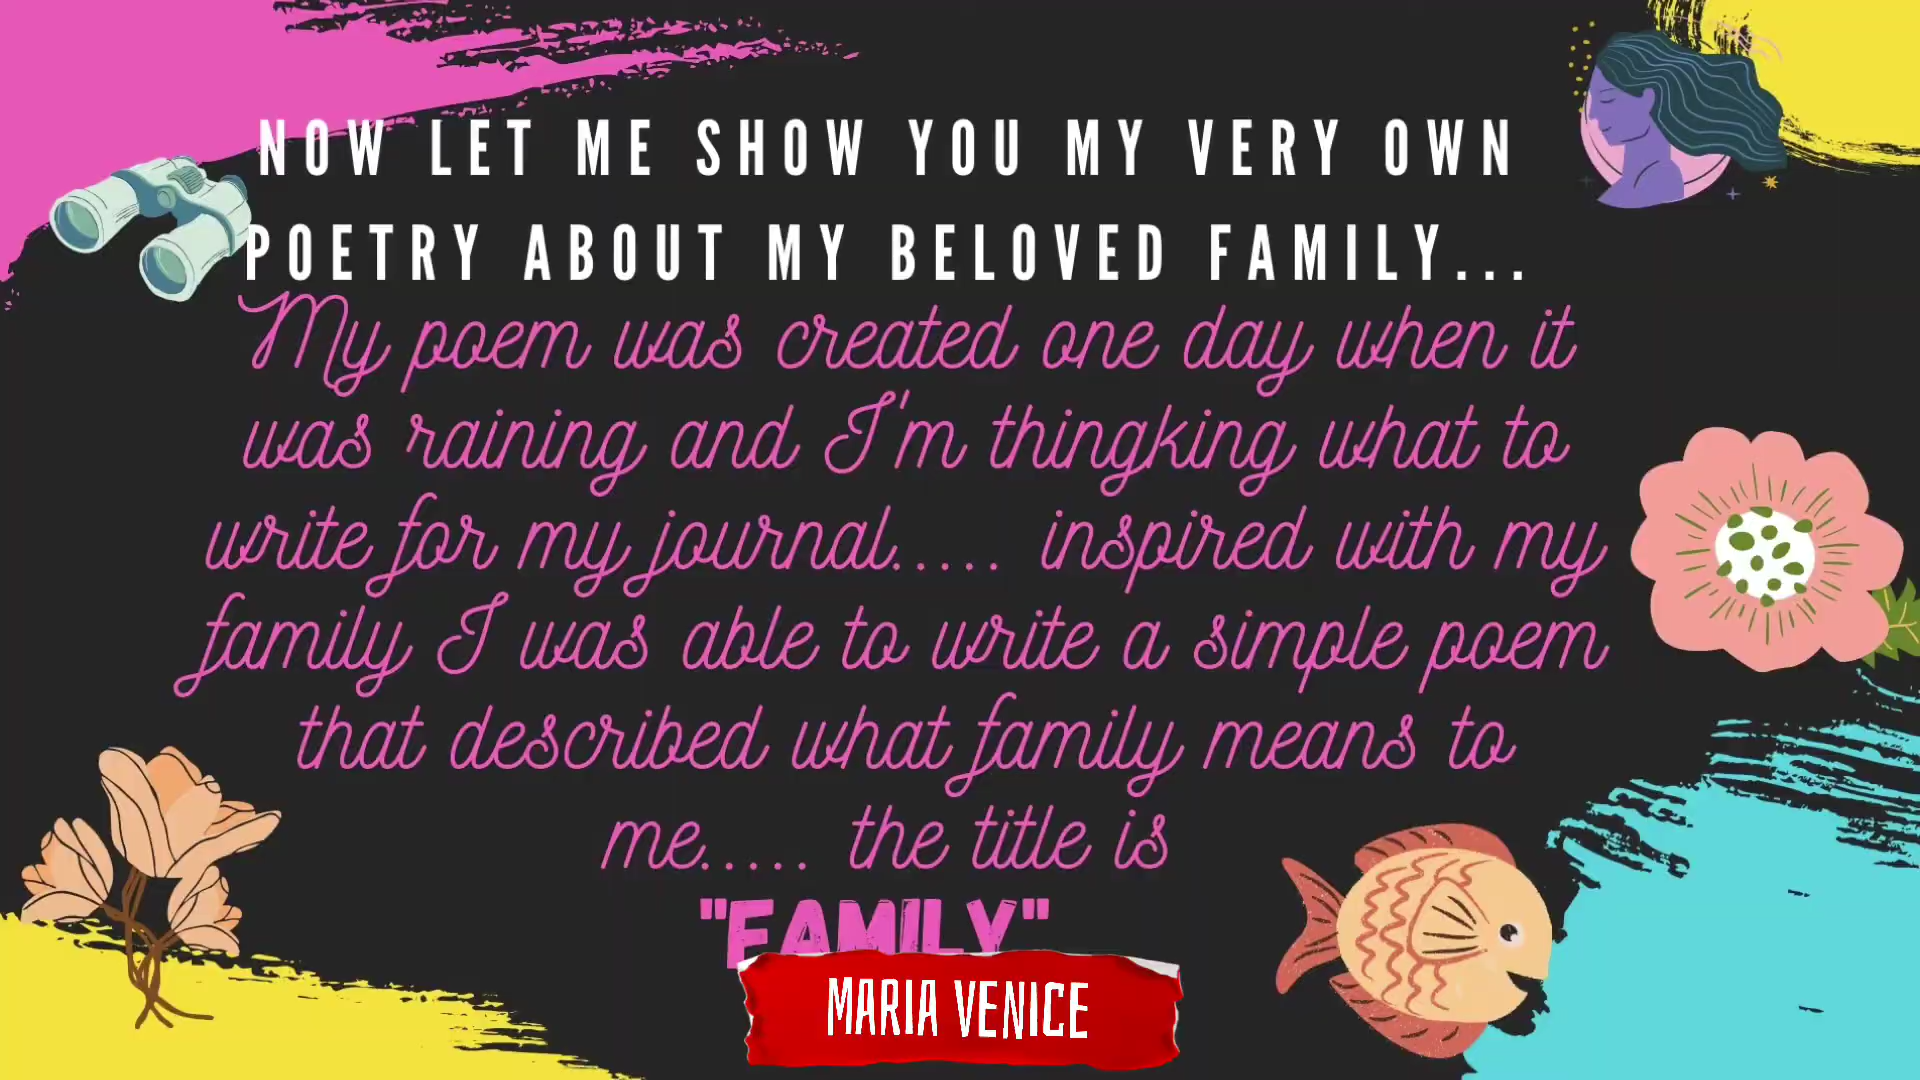 NOW LET ME SHOW YOU MY VERY OWN
POETRY ABOUT MY BELOVED FAMILY...
My poem was created one day when it
was raining and I'm thingking what to
write for my journal..... inspired with my
family I was able to write a simple poem
that described what family means to
me..... the title is
"FAMILY"
MARIA VENICE